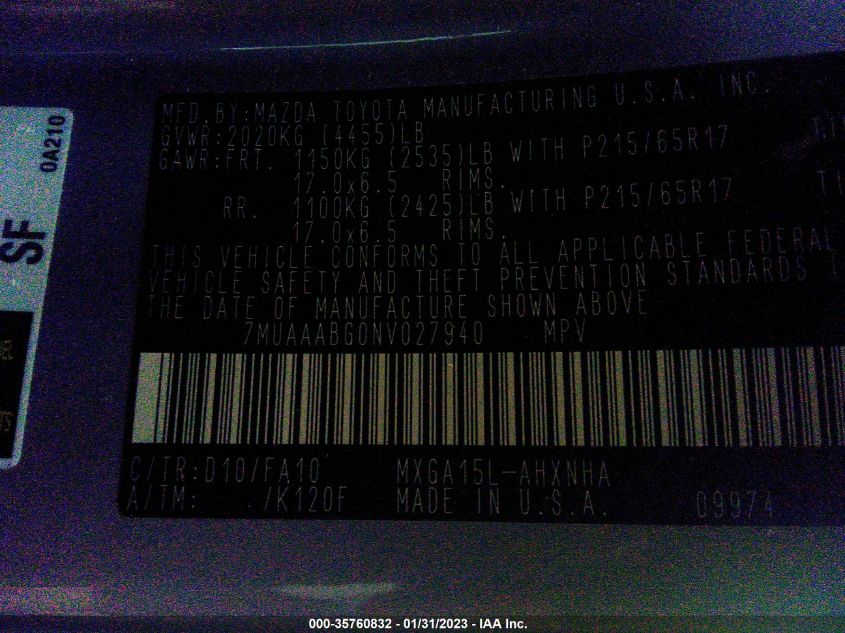 MFD.BY:MAZDA TOYOTA MANUFACTURING U.S.A. INC.
GVWR:2020KG (4455)LB
GAWR:FRT. 1150KG (2535)LB WITH P215/65R17
17.0x6.5 RIMS.
RR. 1100KG (2425)LB WITH P215/65R17
17.0x6.5 RIMS.
THIS VEHICLE CONFORMS TO ALL APPLICABLE FEDERAL
VEHICLE SAFETY AND THEFT PREVENTION STANDARDS
THE DATE OF MANUFACTURE SHOWN ABOVE
7MUAAABG0NV027940 MPV
C/TR:D10/FA10 MXGA15L-AHXNHA
A/TM: /K120F MADE IN U.S.A. 09974
0A210
SF
000-35760832 - 01/31/2023 - IAA Inc.